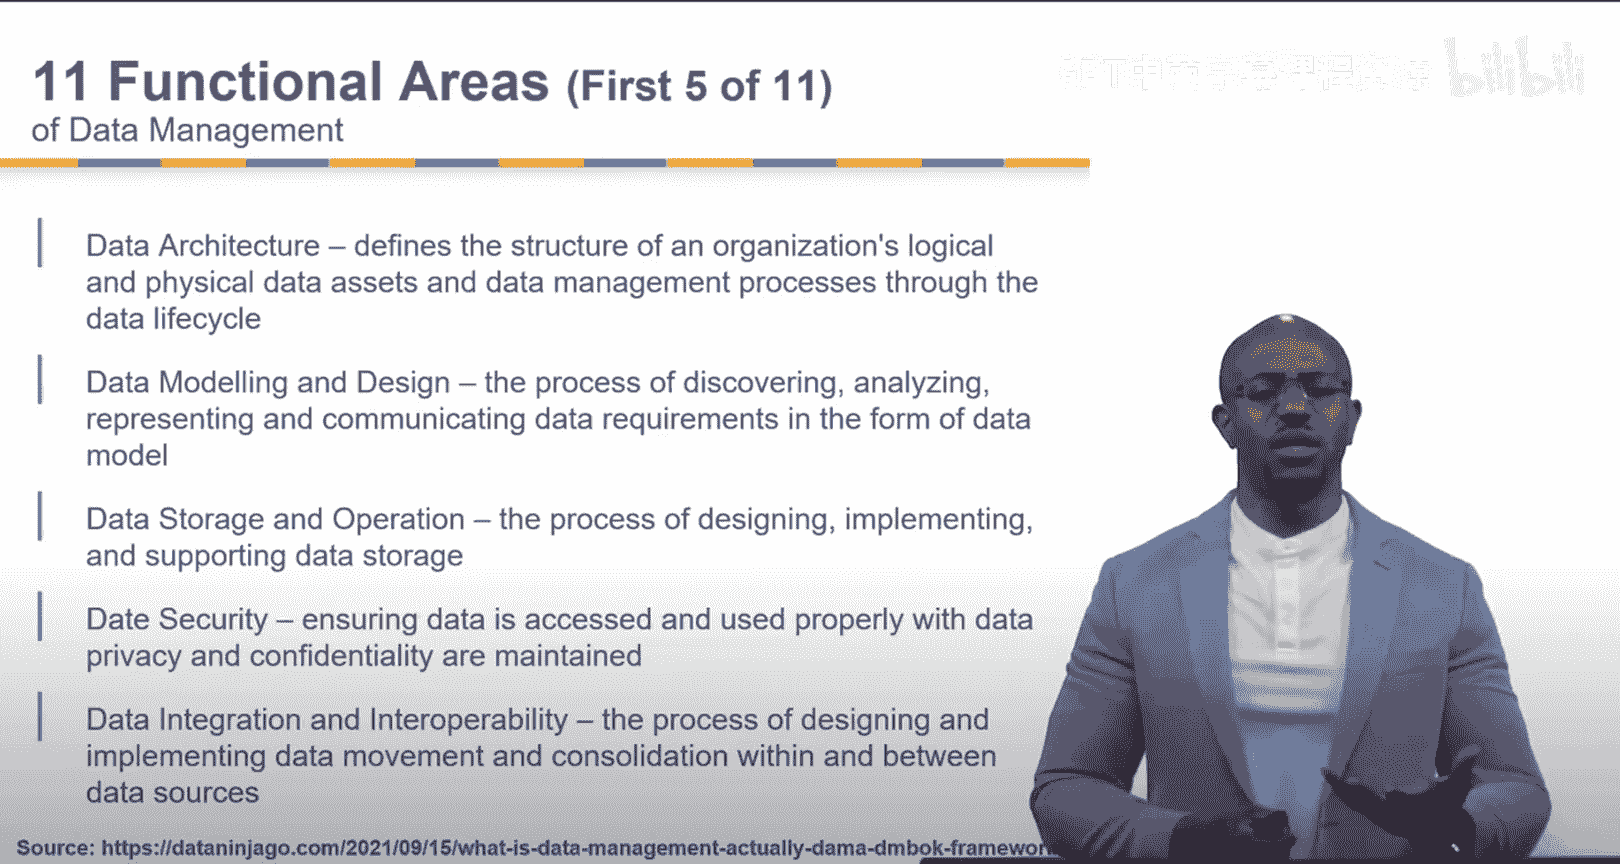 11 Functional Areas (First 5 of 11)
of Data Management
bilibili
Data Architecture – defines the structure of an organization's logical
and physical data assets and data management processes through the
data lifecycle
Data Modelling and Design – the process of discovering, analyzing,
representing and communicating data requirements in the form of data
model
Data Storage and Operation – the process of designing, implementing,
and supporting data storage
Date Security – ensuring data is accessed and used properly with data
privacy and confidentiality are maintained
Data Integration and Interoperability – the process of designing and
implementing data movement and consolidation within and between
data sources
Source: https://dataninjago.com/2021/09/15/what-is-data-management-actually-dama-dmbok-framewor